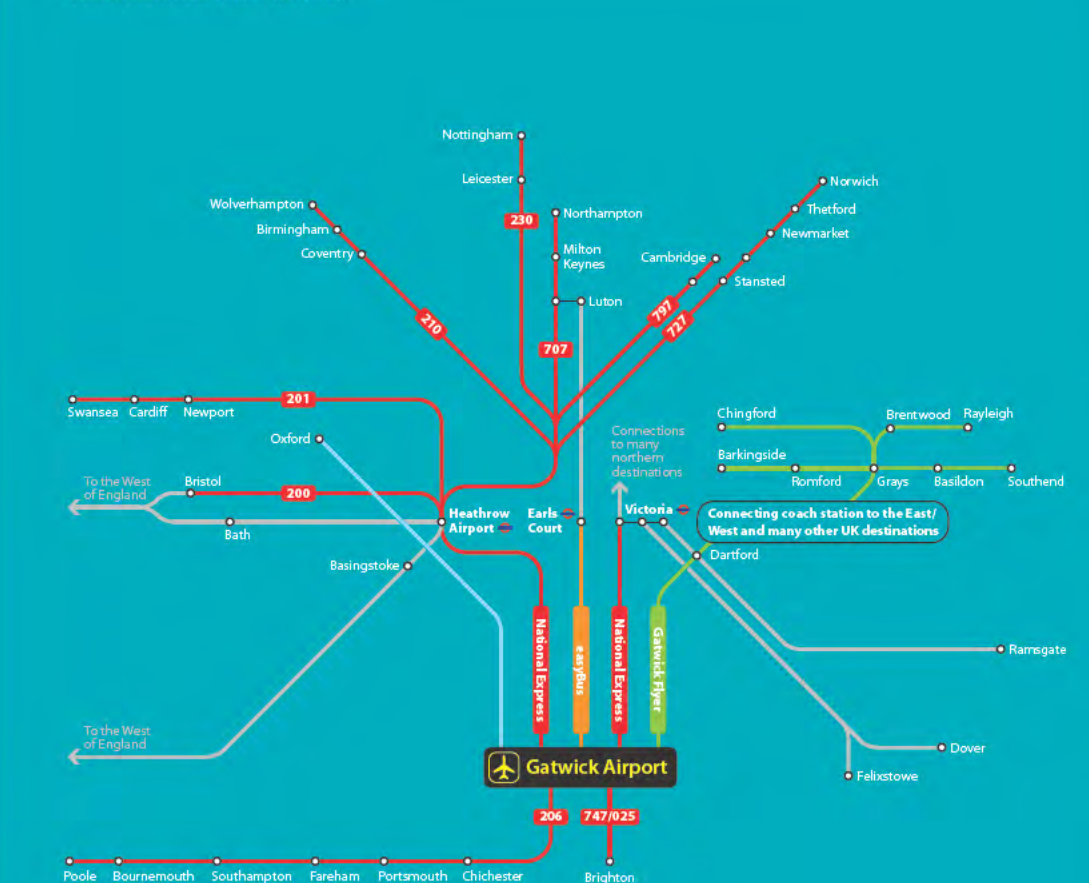 Nottingham
Leicester
230
Wolverhampton
Birmingham
Coventry
210
Northampton
Milton
Keynes
Luton
707
Norwich
Thetford
Newmarket
Cambridge
Stansted
797
727
Swansea
Cardiff
Newport
201
Oxford
To the West
of England
Bristol
200
Bath
Heathrow
Airport
Basingstoke
Earls
Court
Connections
to many
northern
destinations
Victoria
Connecting coach station to the East/
West and many other UK destinations
Chingford
Brentwood
Rayleigh
Barkingside
Romford
Grays
Basildon
Southend
Dartford
Ramsgate
Dover
Felixstowe
National Express
easyBus
National Express
Gatwick Flyer
To the West
of England
Gatwick Airport
206
747/025
Poole
Bournemouth
Southampton
Fareham
Portsmouth
Chichester
Brighton